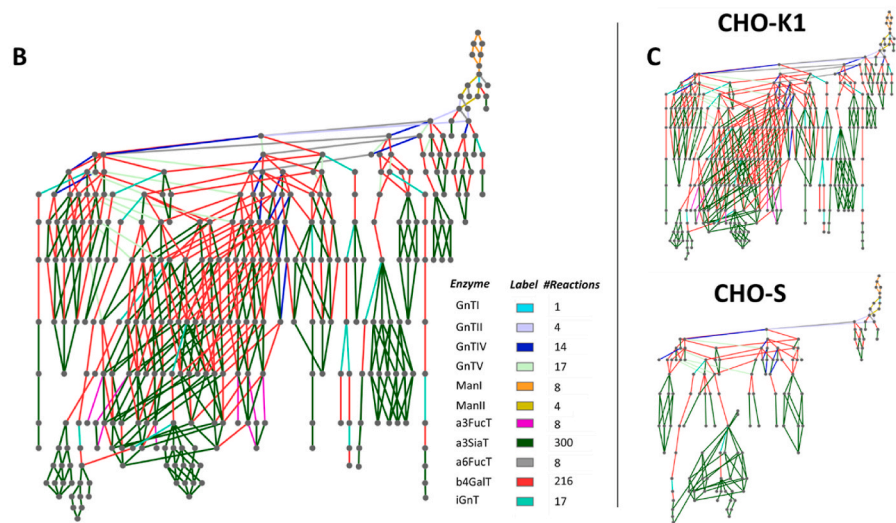 B
Enzyme Label #Reactions
GnTI 1
GnTII 4
GnTIV 14
GnTV 17
ManI 8
ManII 4
a3FucT 8
a3SiaT 300
a6FucT 8
b4GalT 216
iGnT 17
CHO-K1
C
CHO-S